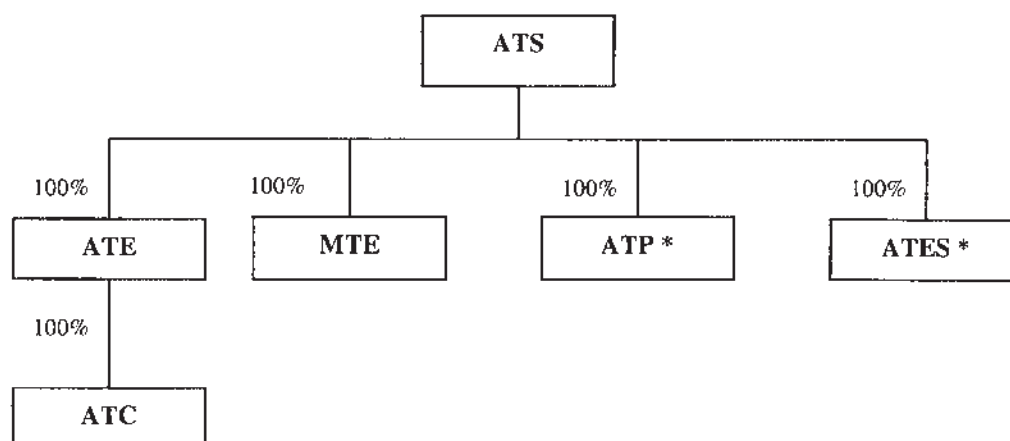 ATS
100% 100% 100% 100%
ATE MTE ATP * ATES *
100%
ATC